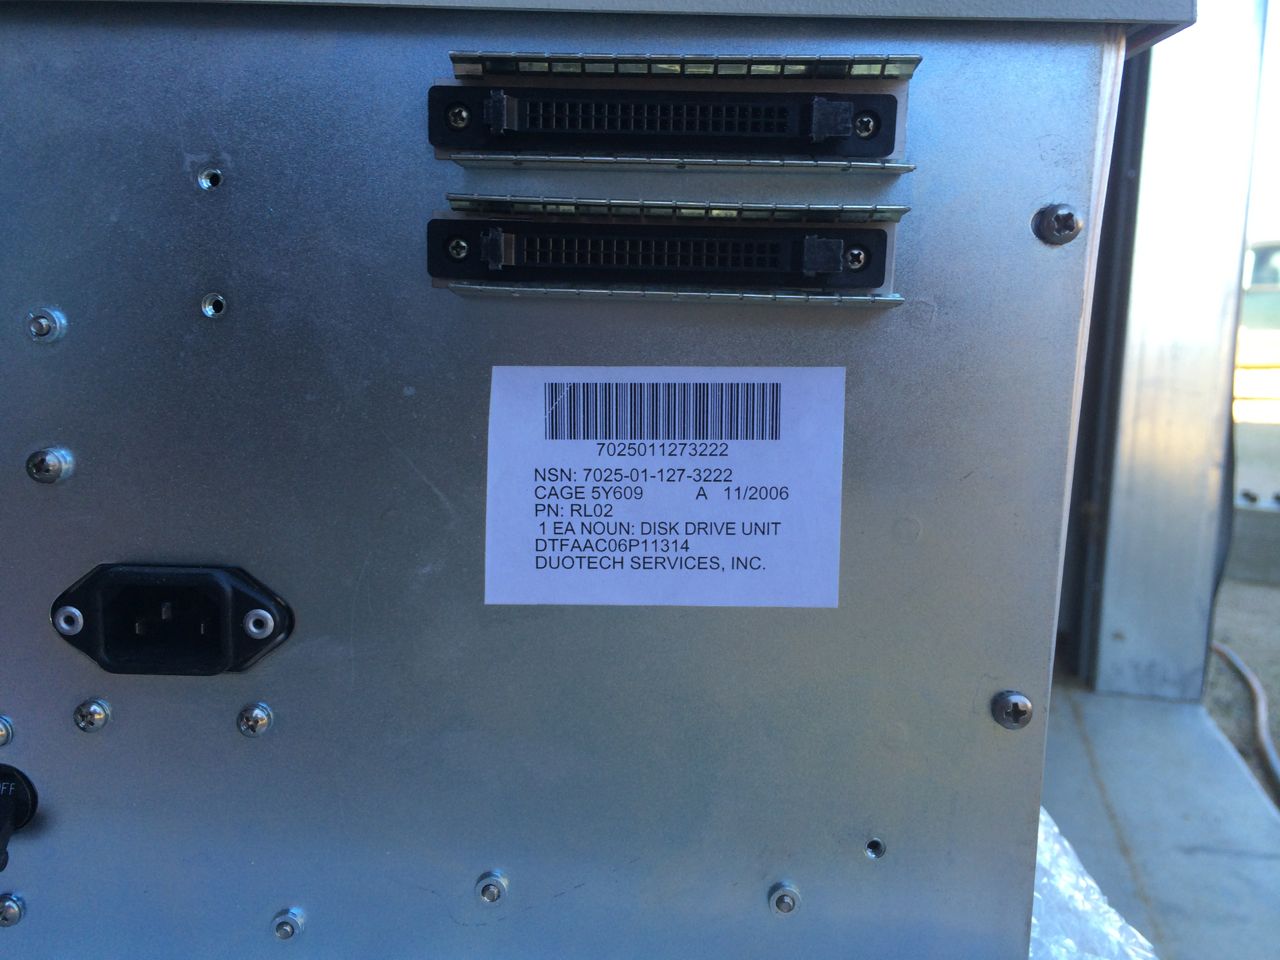 7025011273222
NSN: 7025-01-127-3222
CAGE 5Y609 A 11/2006
PN: RL02
1 EA NOUN: DISK DRIVE UNIT
DTFAAC06P11314
DUOTECH SERVICES, INC.